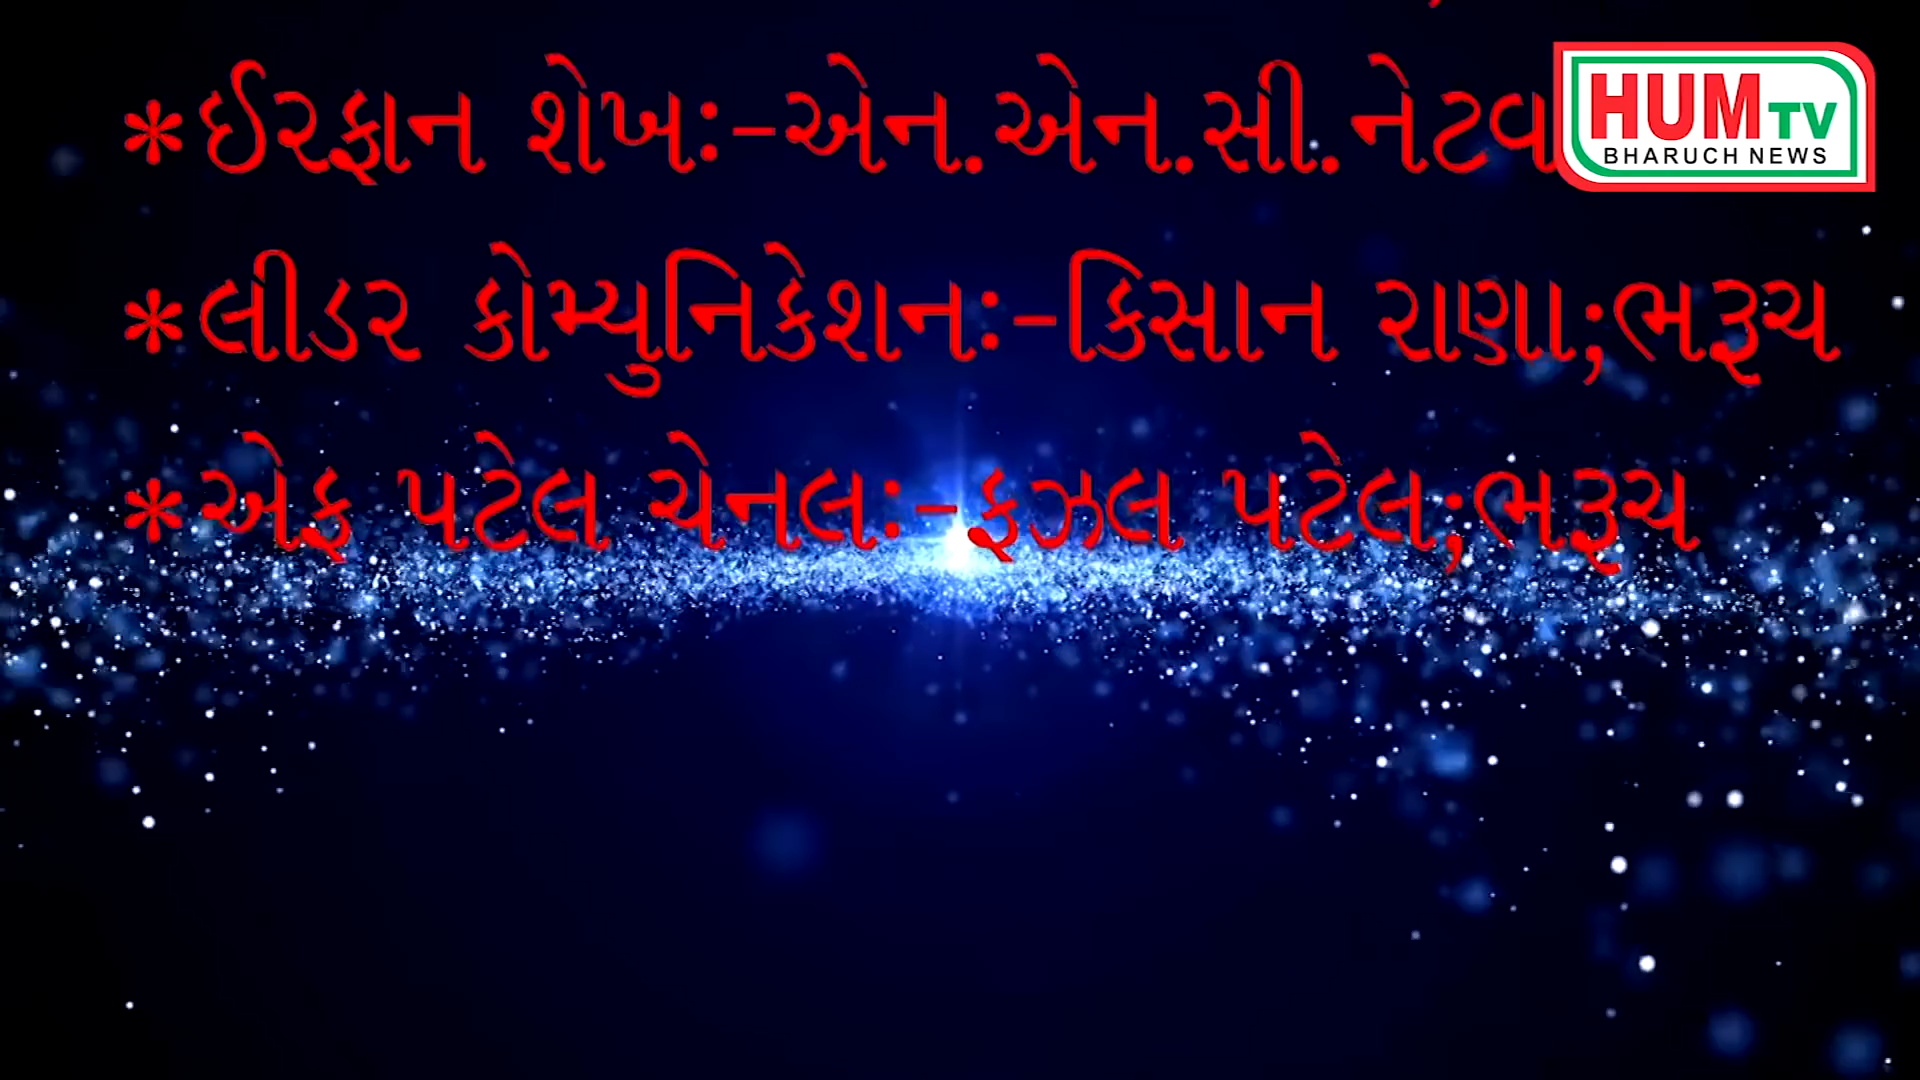 *ઈરફાન શેખઃ-એન.એન.સી.નેટવ
HUM TV
BHARUCH NEWS
*લીડર કોમ્યુનિકેશનઃ-કિસાન રાણા;ભરૂચ
*એફ પટેલ ચેનલઃ-ફઝલ પટેલ;ભરૂચ